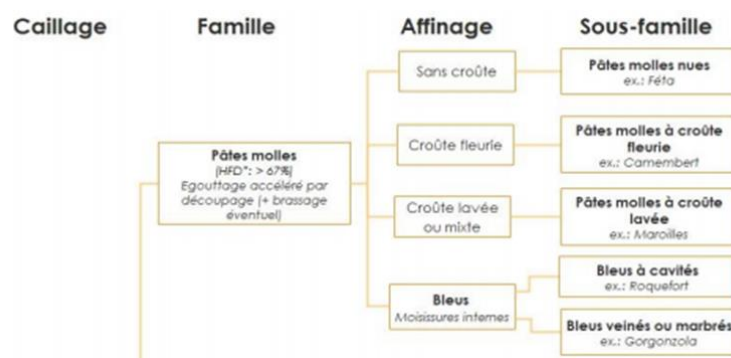 Caillage Famille Affinage Sous-famille
Sans croûte
Pâtes molles nues
ex.: Féta
Croûte fleurie
Pâtes molles à croûte
fleurie
ex.: Camembert
Pâtes molles
(HFD*: > 67%)
Egouttage accéléré par
découpage (+ brassage
éventuel)
Croûte lavée
ou mixte
Pâtes molles à croûte
lavée
ex.: Maroilles
Bleus
Moisissures internes
Bleus à cavités
ex.: Roquefort
Bleus veinés ou marbrés
ex.: Gorgonzola